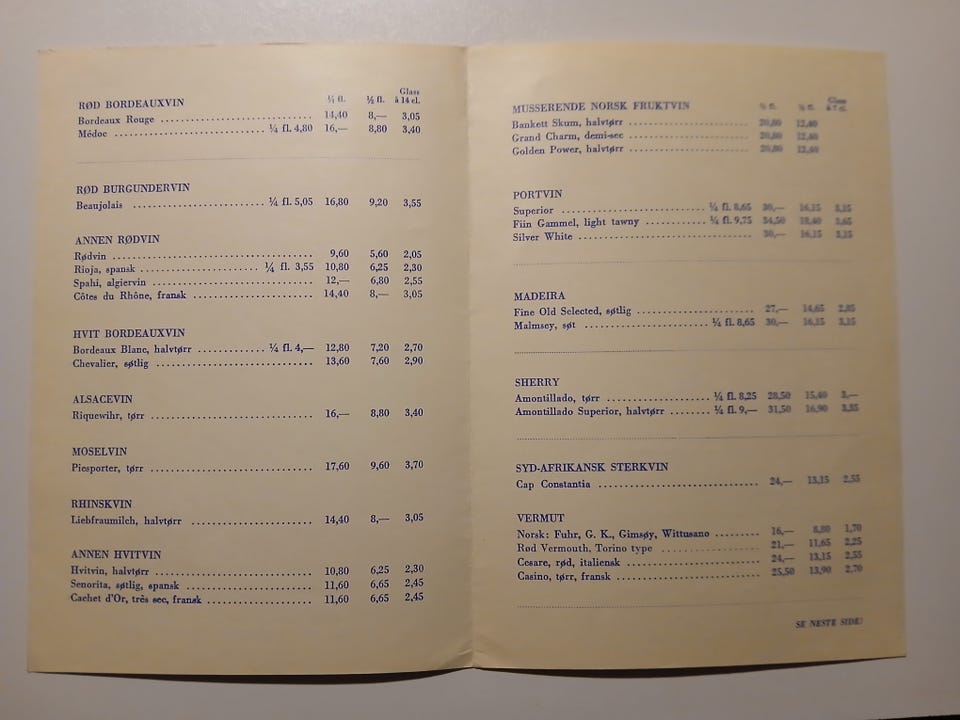 RØD BORDEAUXVIN ⅟₁ fl. ½ fl. Glass à 14 cl.
Bordeaux Rouge 14,40 8,— 3,05
Médoc ¼ fl. 4,80 16,— 8,80 3,40
RØD BURGUNDERVIN
Beaujolais ¼ fl. 5,05 16,80 9,20 3,55
ANNEN RØDVIN
Rødvin 9,60 5,60 2,05
Rioja, spansk ¼ fl. 3,55 10,80 6,25 2,30
Spahi, algiervin 12,— 6,80 2,55
Côtes du Rhône, fransk 14,40 8,— 3,05
HVIT BORDEAUXVIN
Bordeaux Blanc, halvtørr ¼ fl. 4,— 12,80 7,20 2,70
Chevalier, søtlig 13,60 7,60 2,90
ALSACEVIN
Riquewihr, tørr 16,— 8,80 3,40
MOSELVIN
Piesporter, tørr 17,60 9,60 3,70
RHINSKVIN
Liebfraumilch, halvtørr 14,40 8,— 3,05
ANNEN HVITVIN
Hvitvin, halvtørr 10,80 6,25 2,30
Senorita, søtlig, spansk 11,60 6,65 2,45
Cachet d'Or, três sec, fransk 11,60 6,65 2,45
MUSSERENDE NORSK FRUKTVIN ⅟₁ fl. ½ fl. Glass à 7 cl.
Bankett Skum, halvtørr 20,80 12,40
Grand Charm, demi-sec 20,80 12,40
Golden Power, halvtørr 20,80 12,40
PORTVIN
Superior ¼ fl. 8,65 30,— 16,15 3,15
Fiin Gammel, light tawny ¼ fl. 9,75 34,50 18,40 3,65
Silver White 30,— 16,15 3,15
MADEIRA
Fine Old Selected, søtlig 27,— 14,65 2,85
Malmsey, søt ¼ fl. 8,65 30,— 16,15 3,15
SHERRY
Amontillado, tørr ¼ fl. 8,25 28,50 15,40 3,—
Amontillado Superior, halvtørr ¼ fl. 9,— 31,50 16,90 3,35
SYD-AFRIKANSK STERKVIN
Cap Constantia 24,— 13,15 2,55
VERMUT
Norsk: Fuhr, G. K., Gimsøy, Wittusano 16,— 8,80 1,70
Rød Vermouth, Torino type 21,— 11,65 2,25
Cesare, rød, italiensk 24,— 13,15 2,55
Casino, tørr, fransk 25,50 13,90 2,70
SE NESTE SIDE!